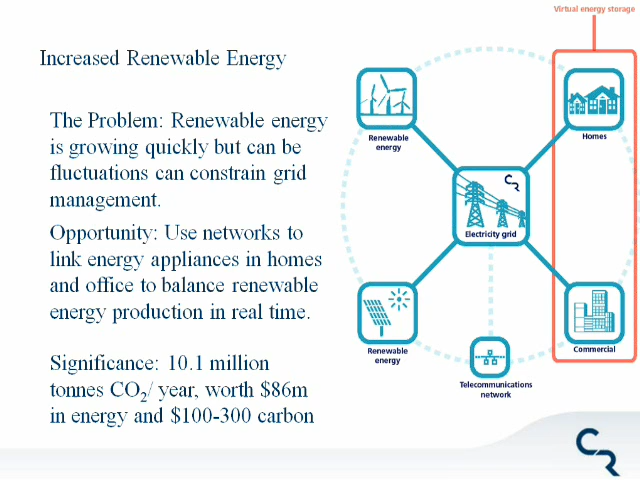 Virtual energy storage
Increased Renewable Energy
The Problem: Renewable energy
is growing quickly but can be
fluctuations can constrain grid
management.
Opportunity: Use networks to
link energy appliances in homes
and office to balance renewable
energy production in real time.
Significance: 10.1 million
tonnes CO₂/ year, worth $86m
in energy and $100-300 carbon
Renewable
energy
Homes
CR
Electricity grid
Renewable
energy
Commercial
Telecommunications
network
CR